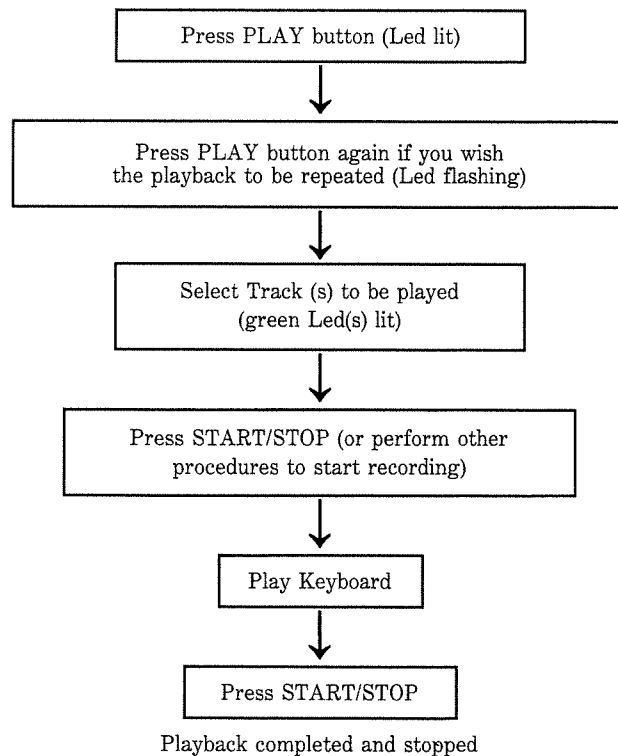 Press PLAY button (Led lit)
Press PLAY button again if you wish
the playback to be repeated (Led flashing)
Select Track (s) to be played
(green Led(s) lit)
Press START/STOP (or perform other
procedures to start recording)
Play Keyboard
Press START/STOP
Playback completed and stopped